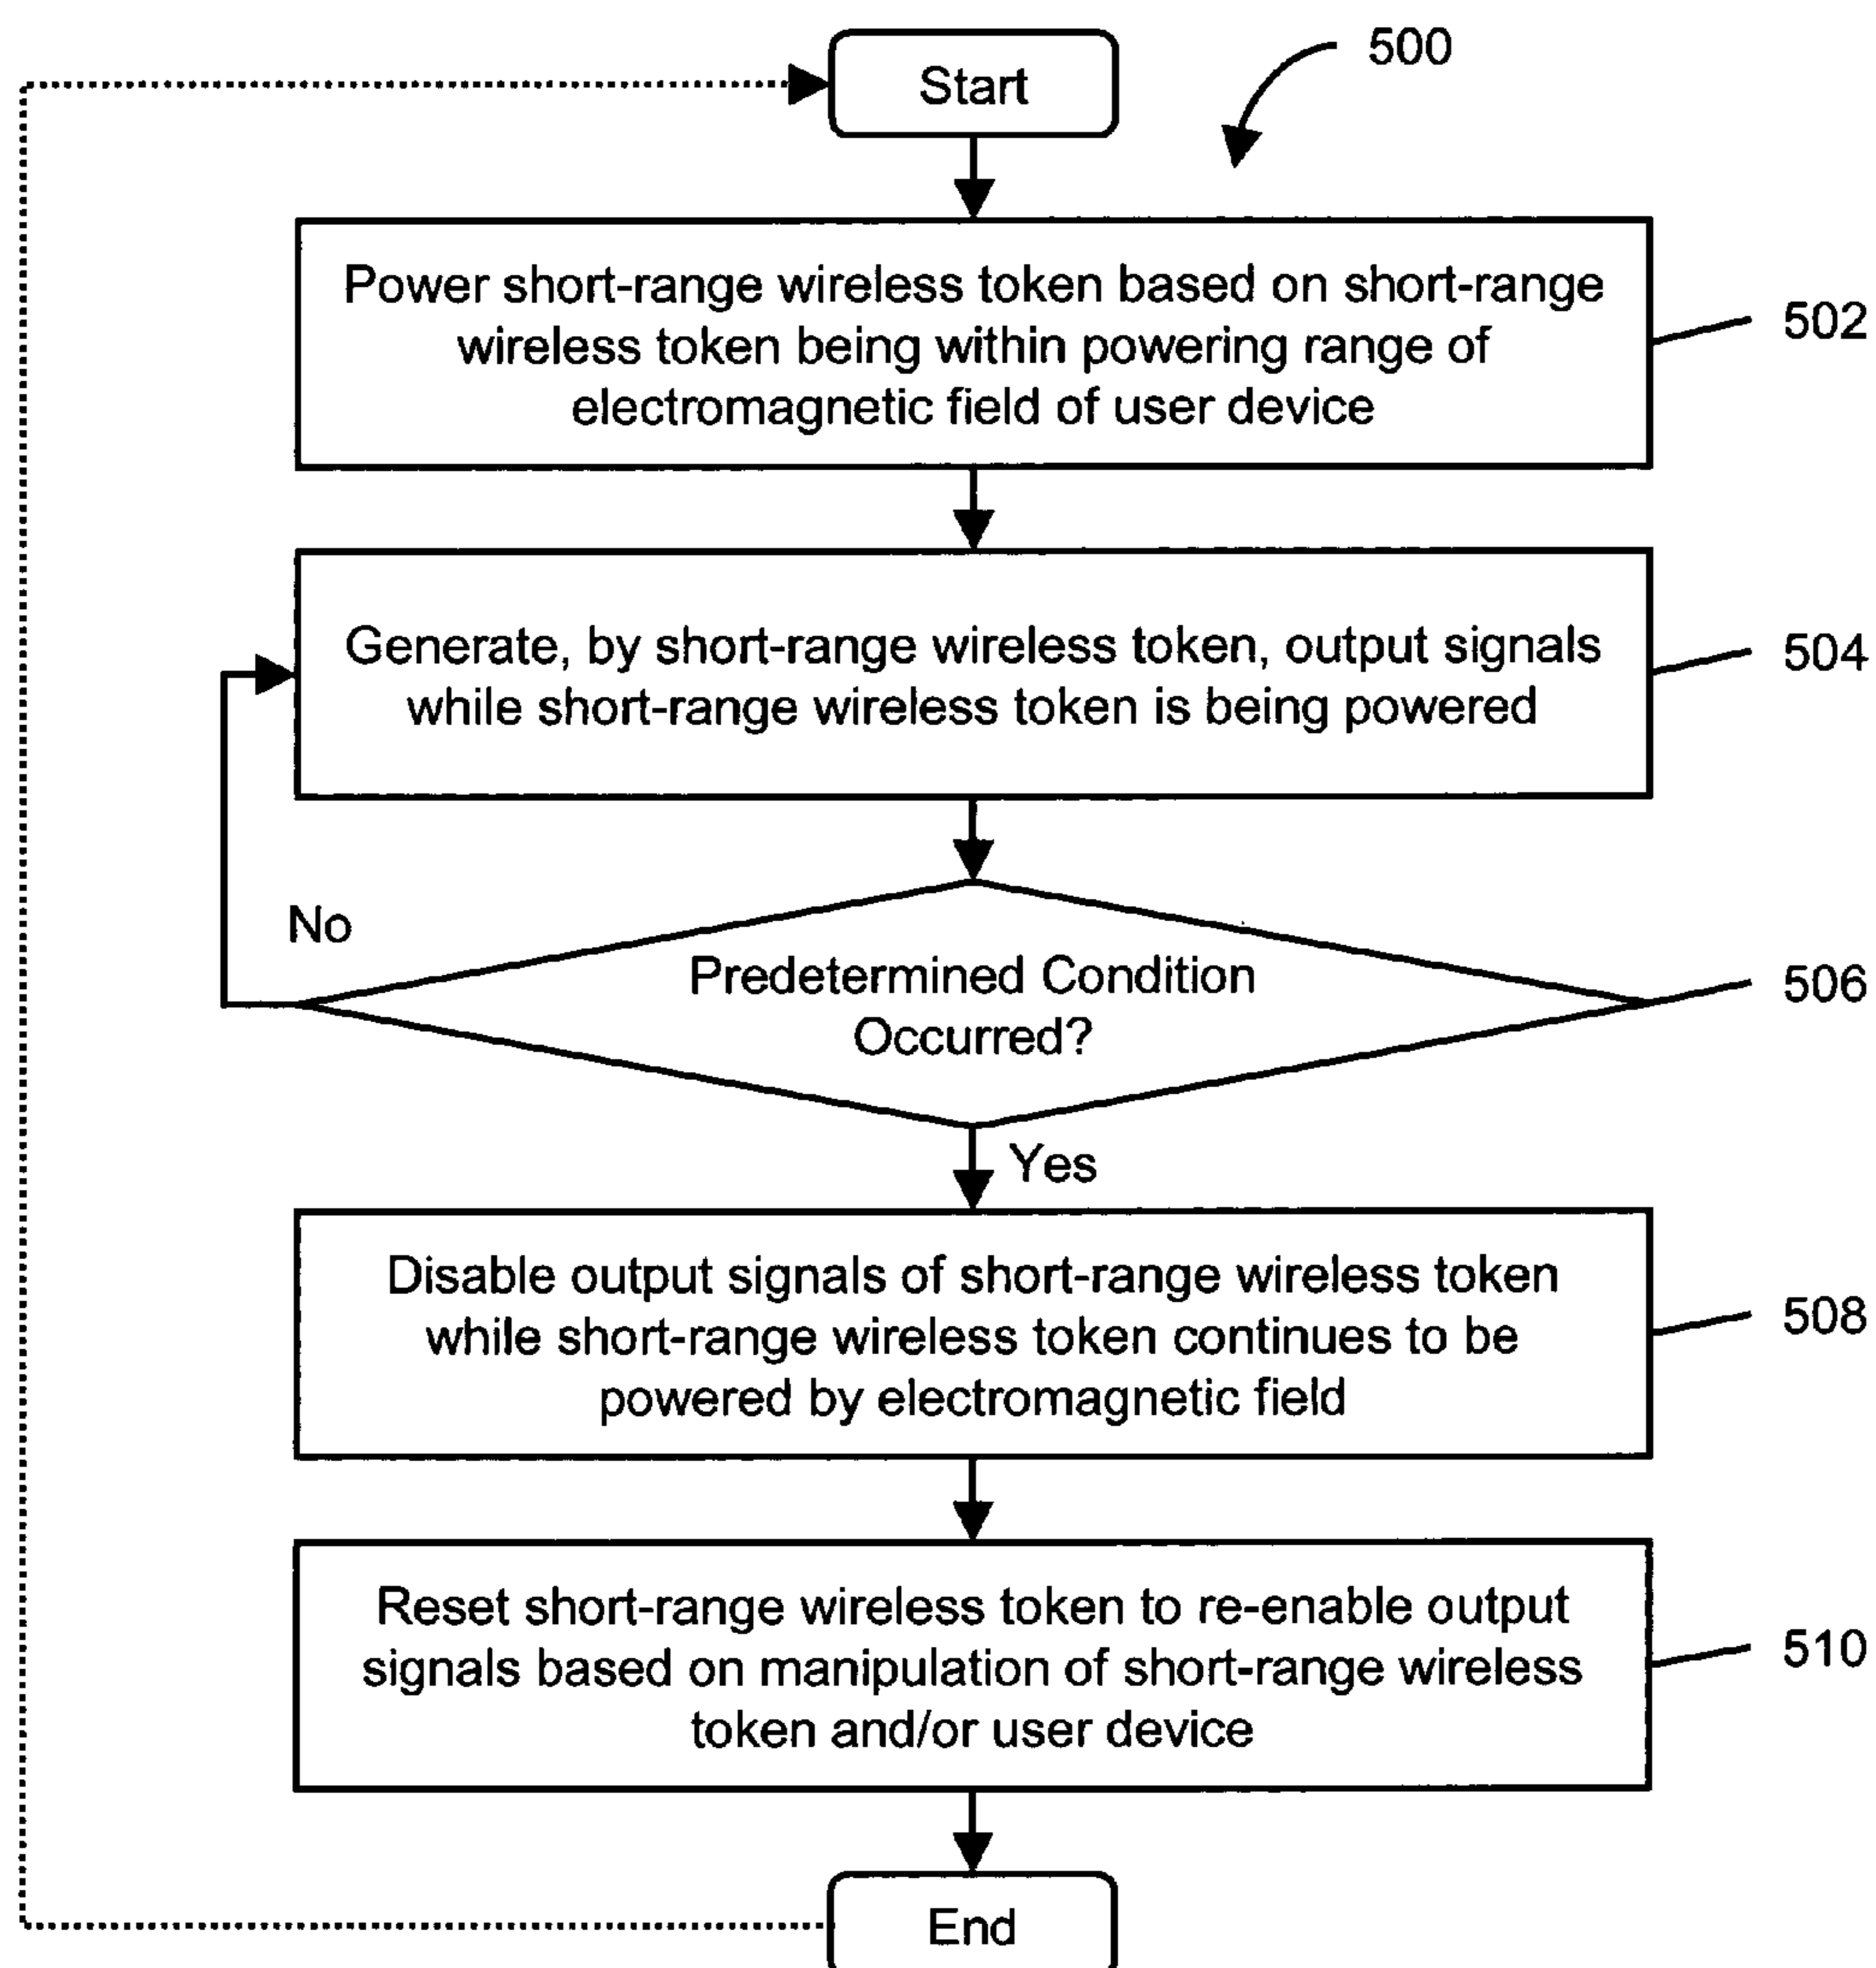 Start
500
Power short-range wireless token based on short-range
wireless token being within powering range of
electromagnetic field of user device
502
Generate, by short-range wireless token, output signals
while short-range wireless token is being powered
504
No
Predetermined Condition
Occurred?
506
Yes
Disable output signals of short-range wireless token
while short-range wireless token continues to be
powered by electromagnetic field
508
Reset short-range wireless token to re-enable output
signals based on manipulation of short-range wireless
token and/or user device
510
End